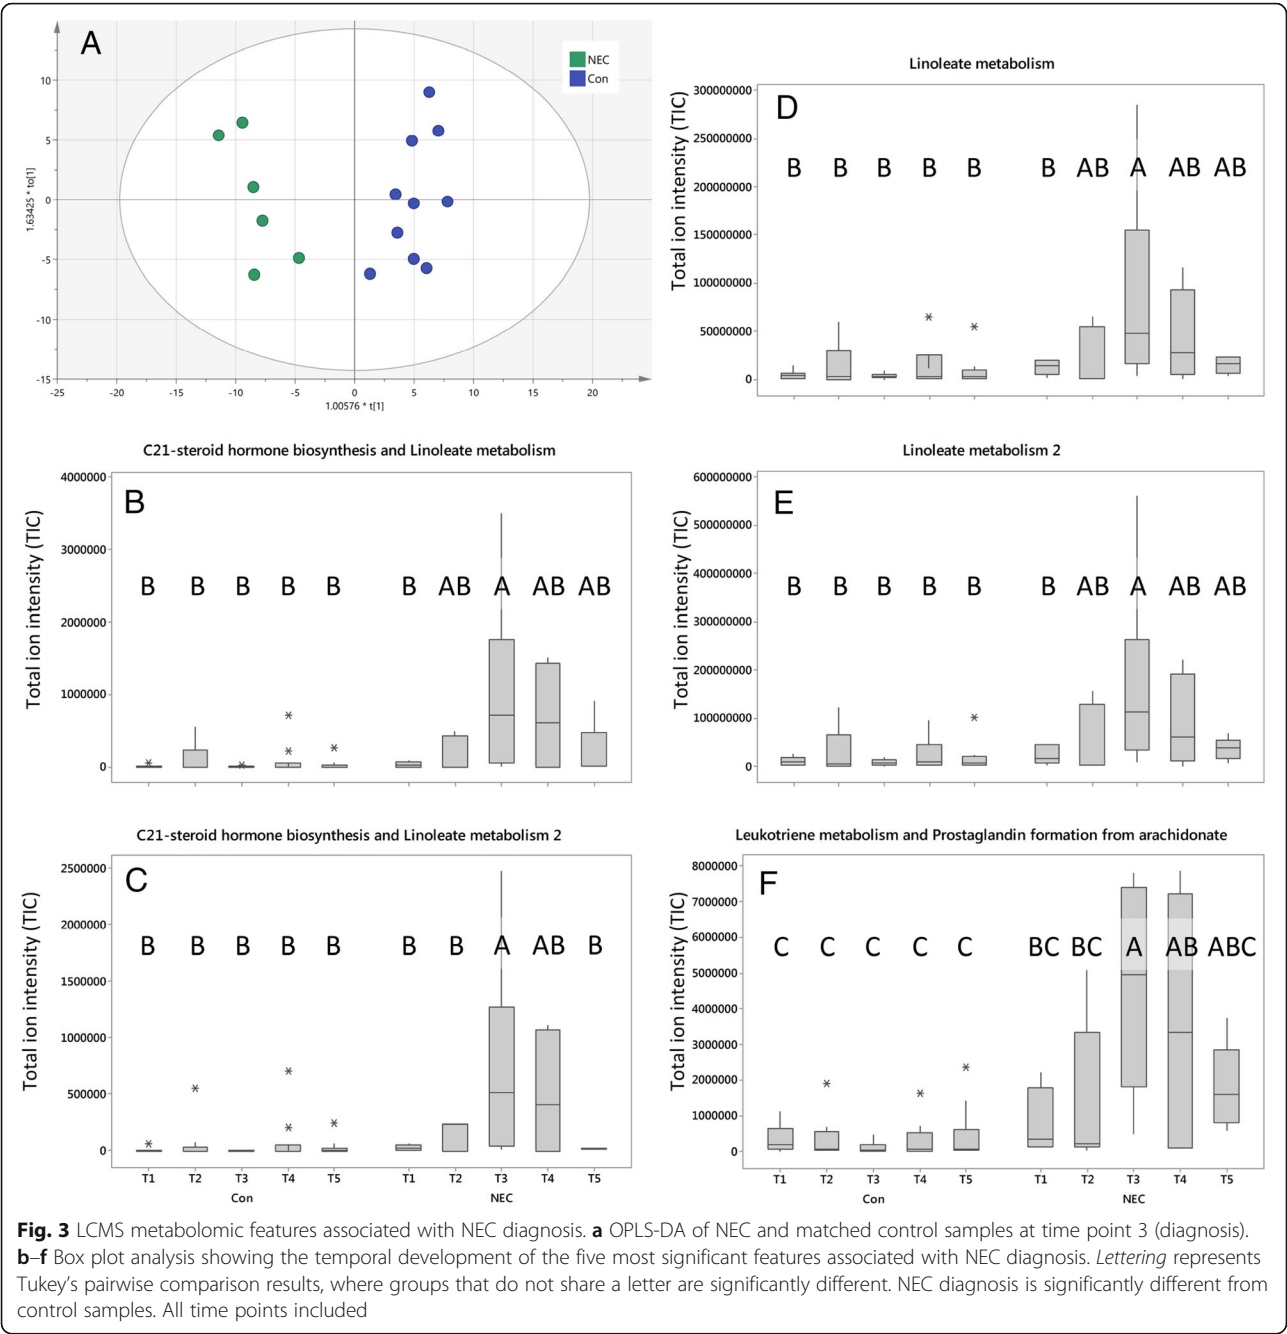 A
NEC
Con
10
5
0
-5
-10
-15
-25
-20
-15
-10
-5
0
5
10
15
20
1.63425 * to[1]
1.00576 * t[1]
Linoleate metabolism
D
Total ion intensity (TIC)
300000000
250000000
200000000
150000000
100000000
50000000
0
B B B B B B AB A AB AB
C21-steroid hormone biosynthesis and Linoleate metabolism
B
Total ion intensity (TIC)
4000000
3000000
2000000
1000000
0
B B B B B B AB A AB AB
Linoleate metabolism 2
E
Total ion intensity (TIC)
600000000
500000000
400000000
300000000
200000000
100000000
0
B B B B B B AB A AB AB
C21-steroid hormone biosynthesis and Linoleate metabolism 2
C
Total ion intensity (TIC)
2500000
2000000
1500000
1000000
500000
0
B B B B B B B A AB B
T1 T2 T3 T4 T5 T1 T2 T3 T4 T5
Con NEC
Leukotriene metabolism and Prostaglandin formation from arachidonate
F
Total ion intensity (TIC)
8000000
7000000
6000000
5000000
4000000
3000000
2000000
1000000
0
C C C C C BC BC A AB ABC
T1 T2 T3 T4 T5 T1 T2 T3 T4 T5
Con NEC
Fig. 3 LCMS metabolomic features associated with NEC diagnosis. a OPLS-DA of NEC and matched control samples at time point 3 (diagnosis).
b–f Box plot analysis showing the temporal development of the five most significant features associated with NEC diagnosis. Lettering represents
Tukey's pairwise comparison results, where groups that do not share a letter are significantly different. NEC diagnosis is significantly different from
control samples. All time points included